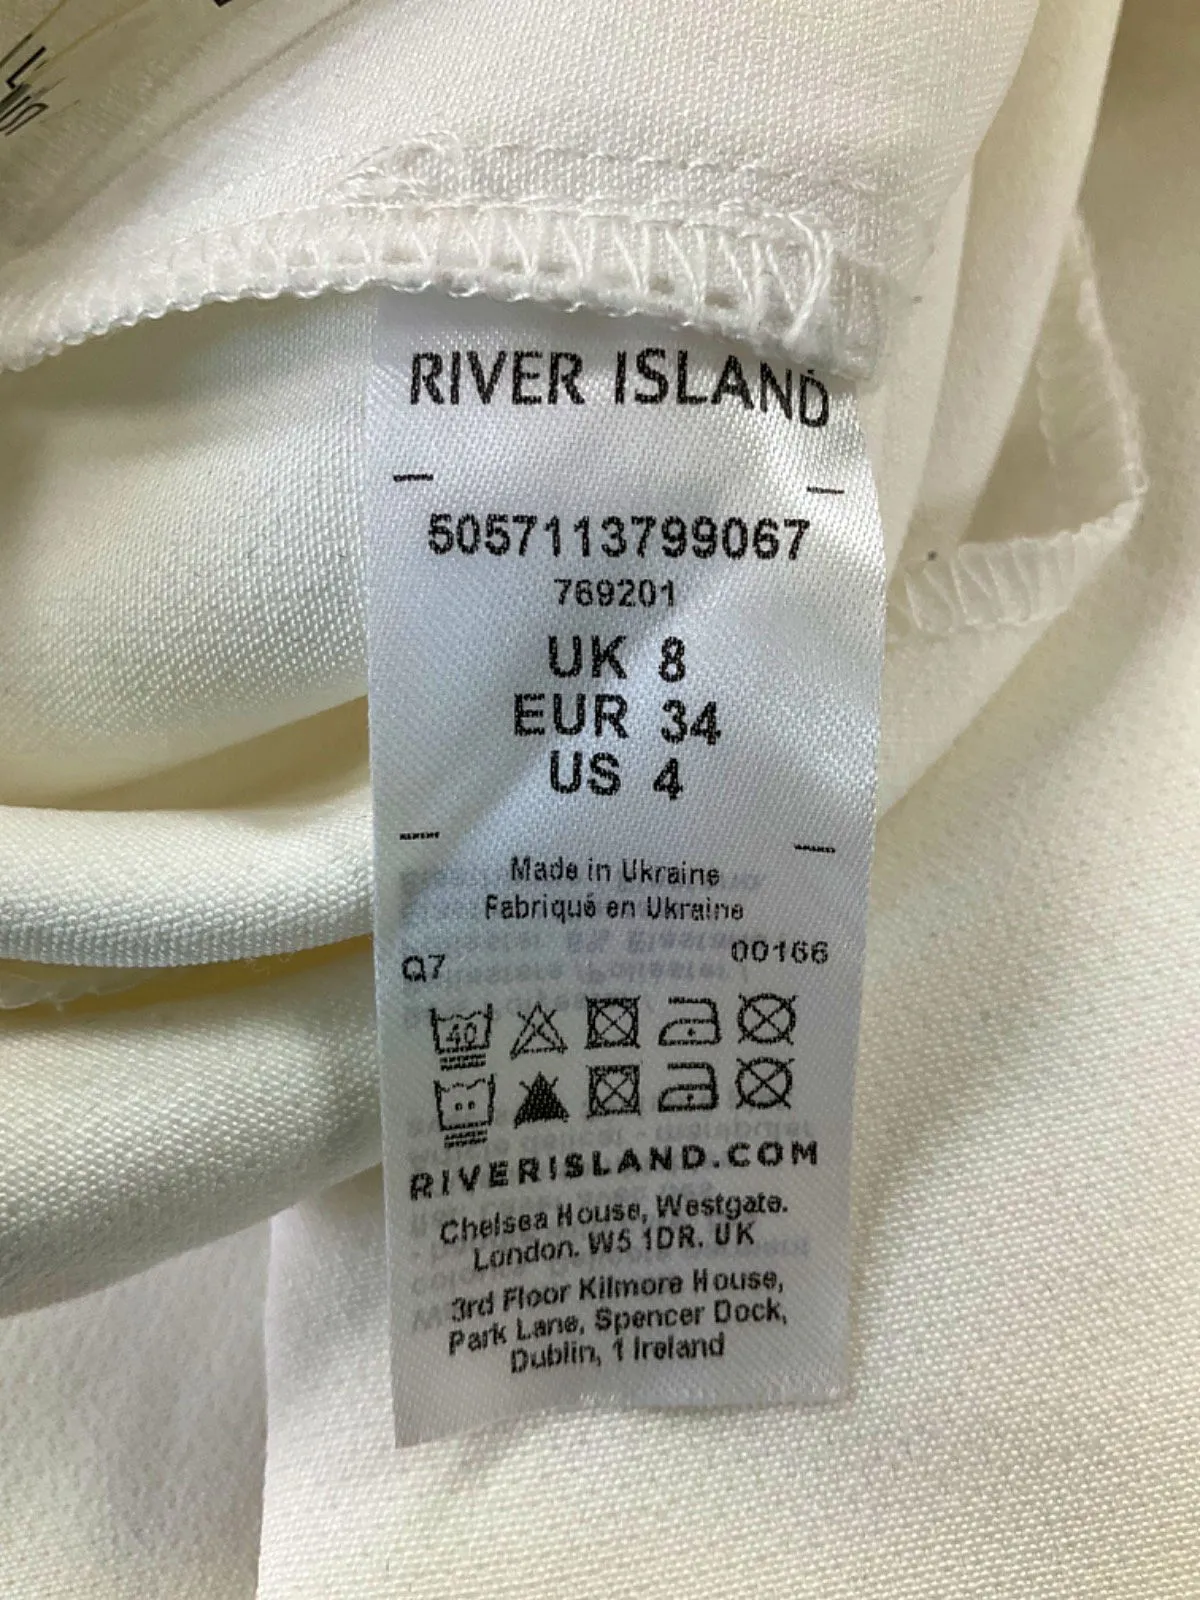 RIVER ISLAND
5057113799067
769201
UK 8
EUR 34
US 4
Made in Ukraine
Fabriqué en Ukraine
Q7 00166
40
RIVERISLAND.COM
Chelsea House, Westgate.
London. W5 1DR. UK
3rd Floor Kilmore House,
Park Lane, Spencer Dock,
Dublin, 1 Ireland